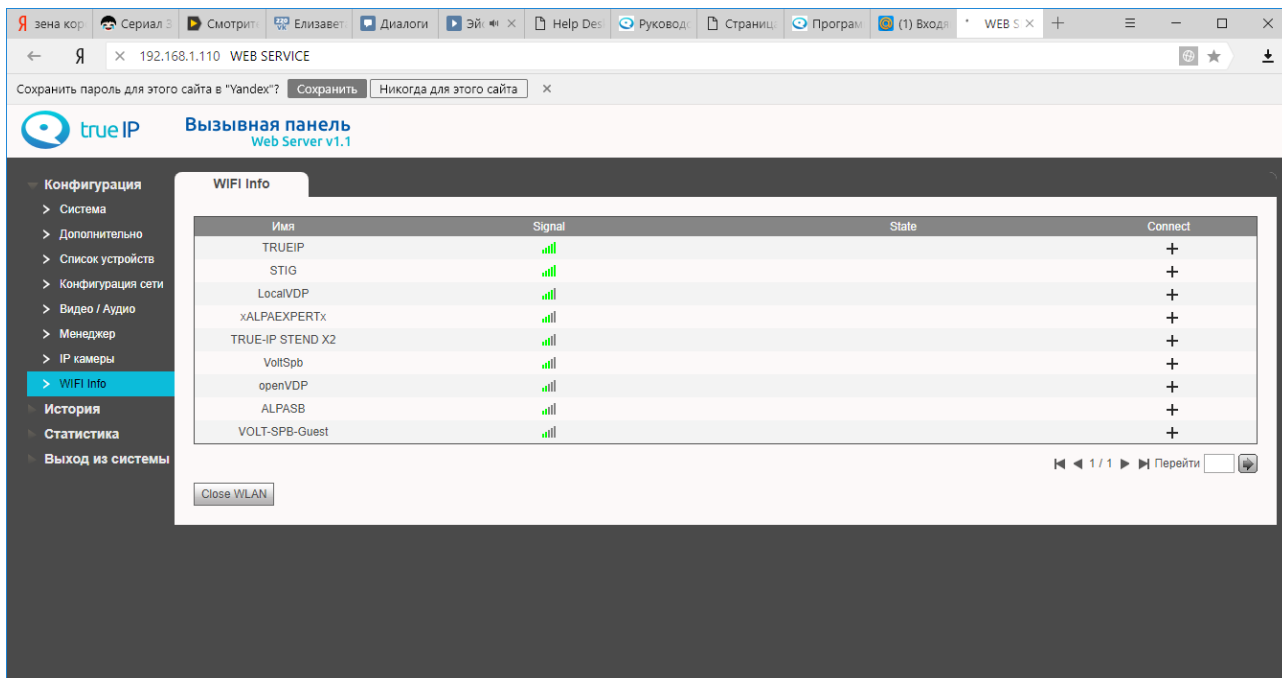 зена кор Сериал З Смотрит Елизавет Диалоги Эй Help Des Руковод Страниц Програм (1) Входя WEB S
192.168.1.110 WEB SERVICE
Сохранить пароль для этого сайта в "Yandex"? Сохранить Никогда для этого сайта
true IP Вызывная панель
Web Server v1.1
Конфигурация
Система
Дополнительно
Список устройств
Конфигурация сети
Видео / Аудио
Менеджер
IP камеры
WIFI Info
История
Статистика
Выход из системы
WIFI Info
Имя Signal State Connect
TRUEIP
STIG
LocalVDP
xALPAEXPERTx
TRUE-IP STEND X2
VoltSpb
openVDP
ALPASB
VOLT-SPB-Guest
1 / 1 Перейти
Close WLAN